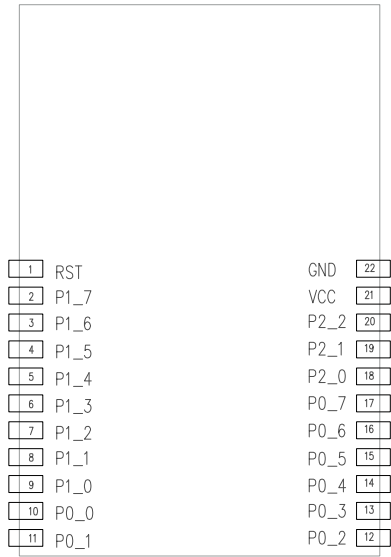 1 RST GND 22
2 P1_7 VCC 21
3 P1_6 P2_2 20
4 P1_5 P2_1 19
5 P1_4 P2_0 18
6 P1_3 P0_7 17
7 P1_2 P0_6 16
8 P1_1 P0_5 15
9 P1_0 P0_4 14
10 P0_0 P0_3 13
11 P0_1 P0_2 12